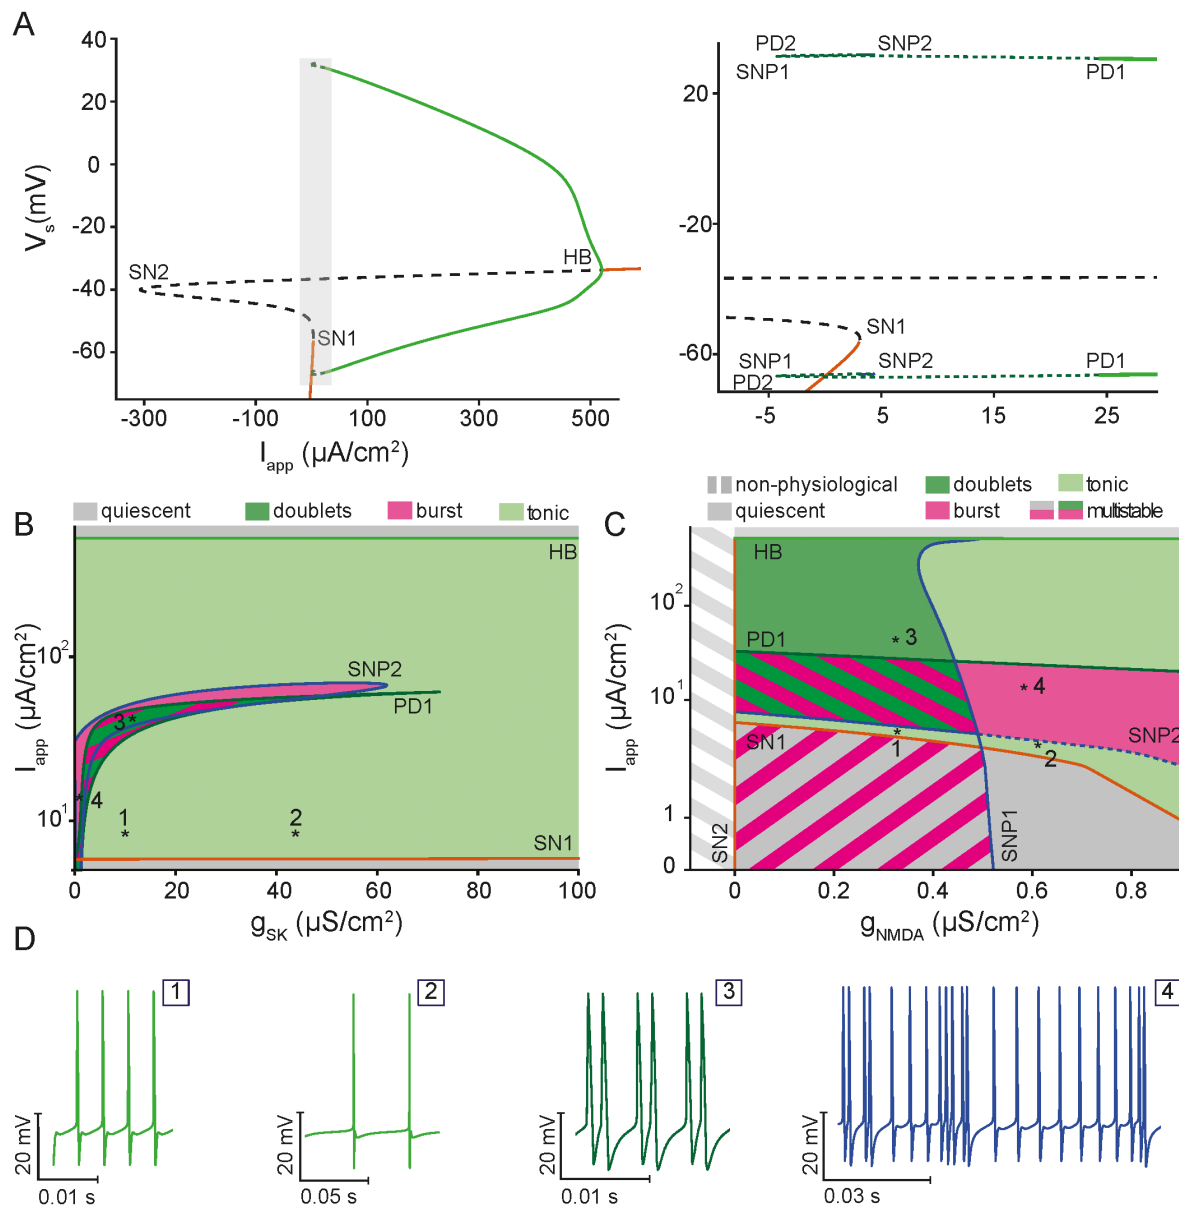 A
40
20
0
-20
-40
-60
V_s(mV)
SN2
HB
SN1
-300
-100
100
300
500
I_app (µA/cm²)
PD2
SNP2
SNP1
PD1
20
-20
-60
SN1
SNP1
SNP2
PD1
PD2
-5
5
15
25
B
quiescent
doublets
burst
tonic
HB
10²
10¹
0
I_app (µA/cm²)
SNP2
PD1
3
4
1
2
SN1
0
20
40
60
80
100
g_SK (µS/cm²)
C
non-physiological
doublets
tonic
quiescent
burst
multistable
HB
10²
10¹
1
0
I_app (µA/cm²)
PD1
3
4
SN1
1
2
SNP2
SN2
SNP1
0
0.2
0.4
0.6
0.8
g_NMDA (µS/cm²)
D
1
20 mV
0.01 s
2
20 mV
0.05 s
3
20 mV
0.01 s
4
20 mV
0.03 s